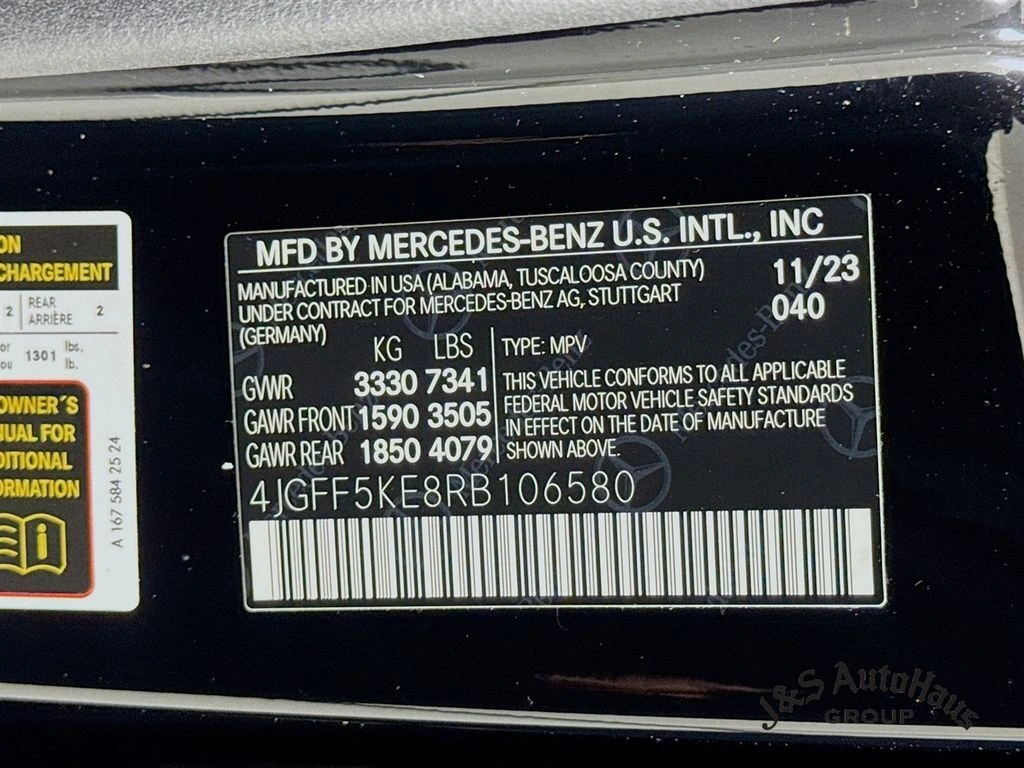 ON
CHARGEMENT
2 REAR ARRIÈRE 2
or ou 1301 lbs. lb.
OWNER'S
NUAL FOR
DITIONAL
ORMATION
i
A 167 584 25 24
MFD BY MERCEDES-BENZ U.S. INTL., INC
MANUFACTURED IN USA (ALABAMA, TUSCALOOSA COUNTY)
UNDER CONTRACT FOR MERCEDES-BENZ AG, STUTTGART
(GERMANY)
11/23
040
KG LBS
GVWR 3330 7341
GAWR FRONT 1590 3505
GAWR REAR 1850 4079
TYPE: MPV
THIS VEHICLE CONFORMS TO ALL APPLICABLE
FEDERAL MOTOR VEHICLE SAFETY STANDARDS
IN EFFECT ON THE DATE OF MANUFACTURE
SHOWN ABOVE.
4JGFF5KE8RB106580
J&S AutoHaus
GROUP